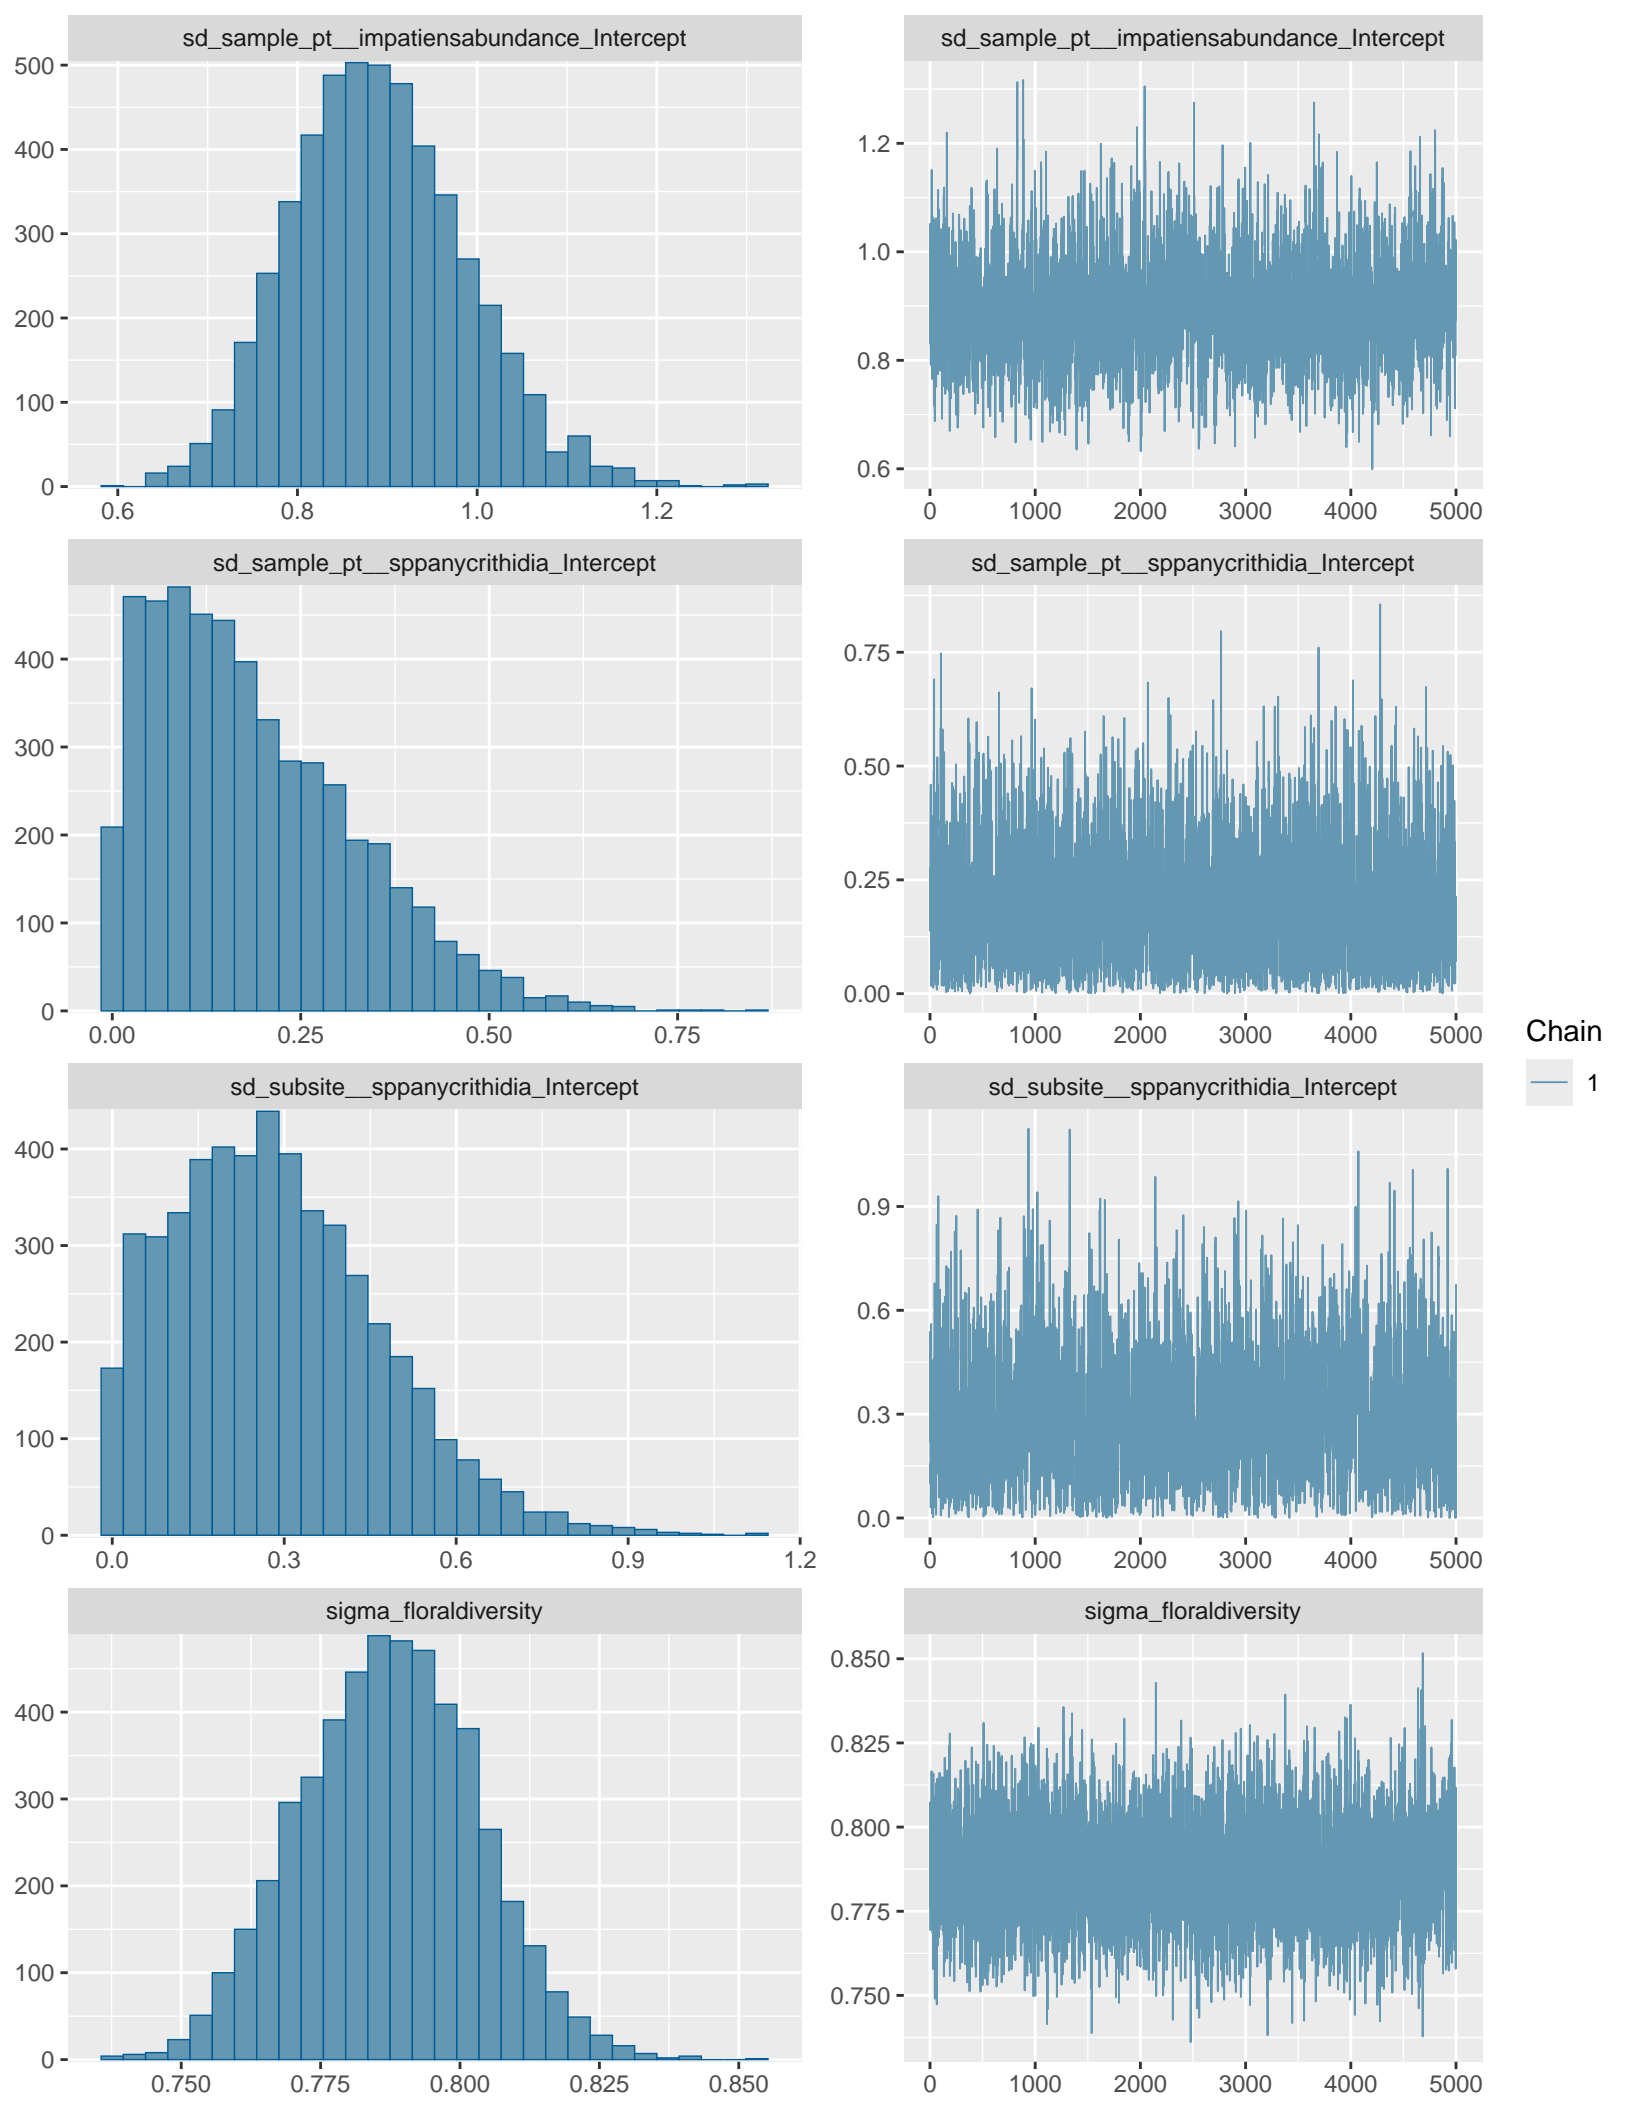 sd_sample_pt__impatiensabundance_Intercept
sd_sample_pt__impatiensabundance_Intercept
500
400
300
200
100
0
0.6 0.8 1.0 1.2
1.2
1.0
0.8
0.6
0 1000 2000 3000 4000 5000
sd_sample_pt__sppanycrithidia_Intercept
sd_sample_pt__sppanycrithidia_Intercept
400
300
200
100
0
0.00 0.25 0.50 0.75
0.75
0.50
0.25
0.00
0 1000 2000 3000 4000 5000
Chain
1
sd_subsite__sppanycrithidia_Intercept
sd_subsite__sppanycrithidia_Intercept
400
300
200
100
0
0.0 0.3 0.6 0.9 1.2
0.9
0.6
0.3
0.0
0 1000 2000 3000 4000 5000
sigma_floraldiversity
sigma_floraldiversity
400
300
200
100
0
0.750 0.775 0.800 0.825 0.850
0.850
0.825
0.800
0.775
0.750
0 1000 2000 3000 4000 5000